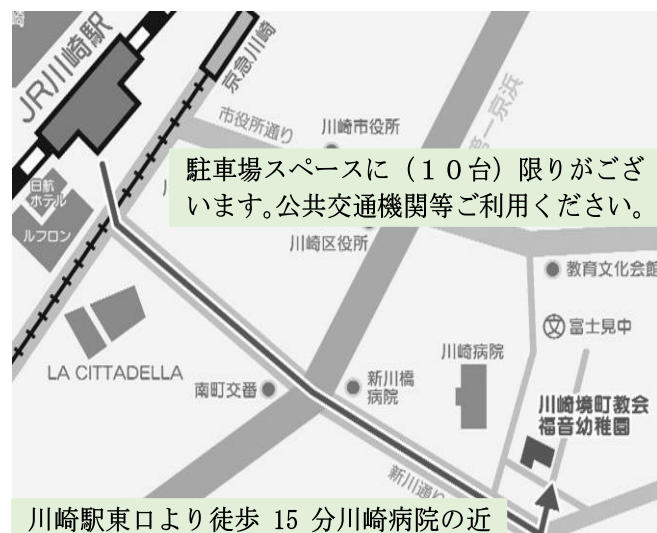 JR川崎駅
京急川崎
市役所通り
川崎市役所
第一京浜
駐車場スペースに（１０台）限りがござ
います。公共交通機関等ご利用ください。
日航
ホテル
ルフロン
川崎区役所
教育文化会館
富士見中
LA CITTADELLA
川崎病院
南町交番
新川橋
病院
川崎境町教会
福音幼稚園
新川通り
川崎駅東口より徒歩 15 分川崎病院の近